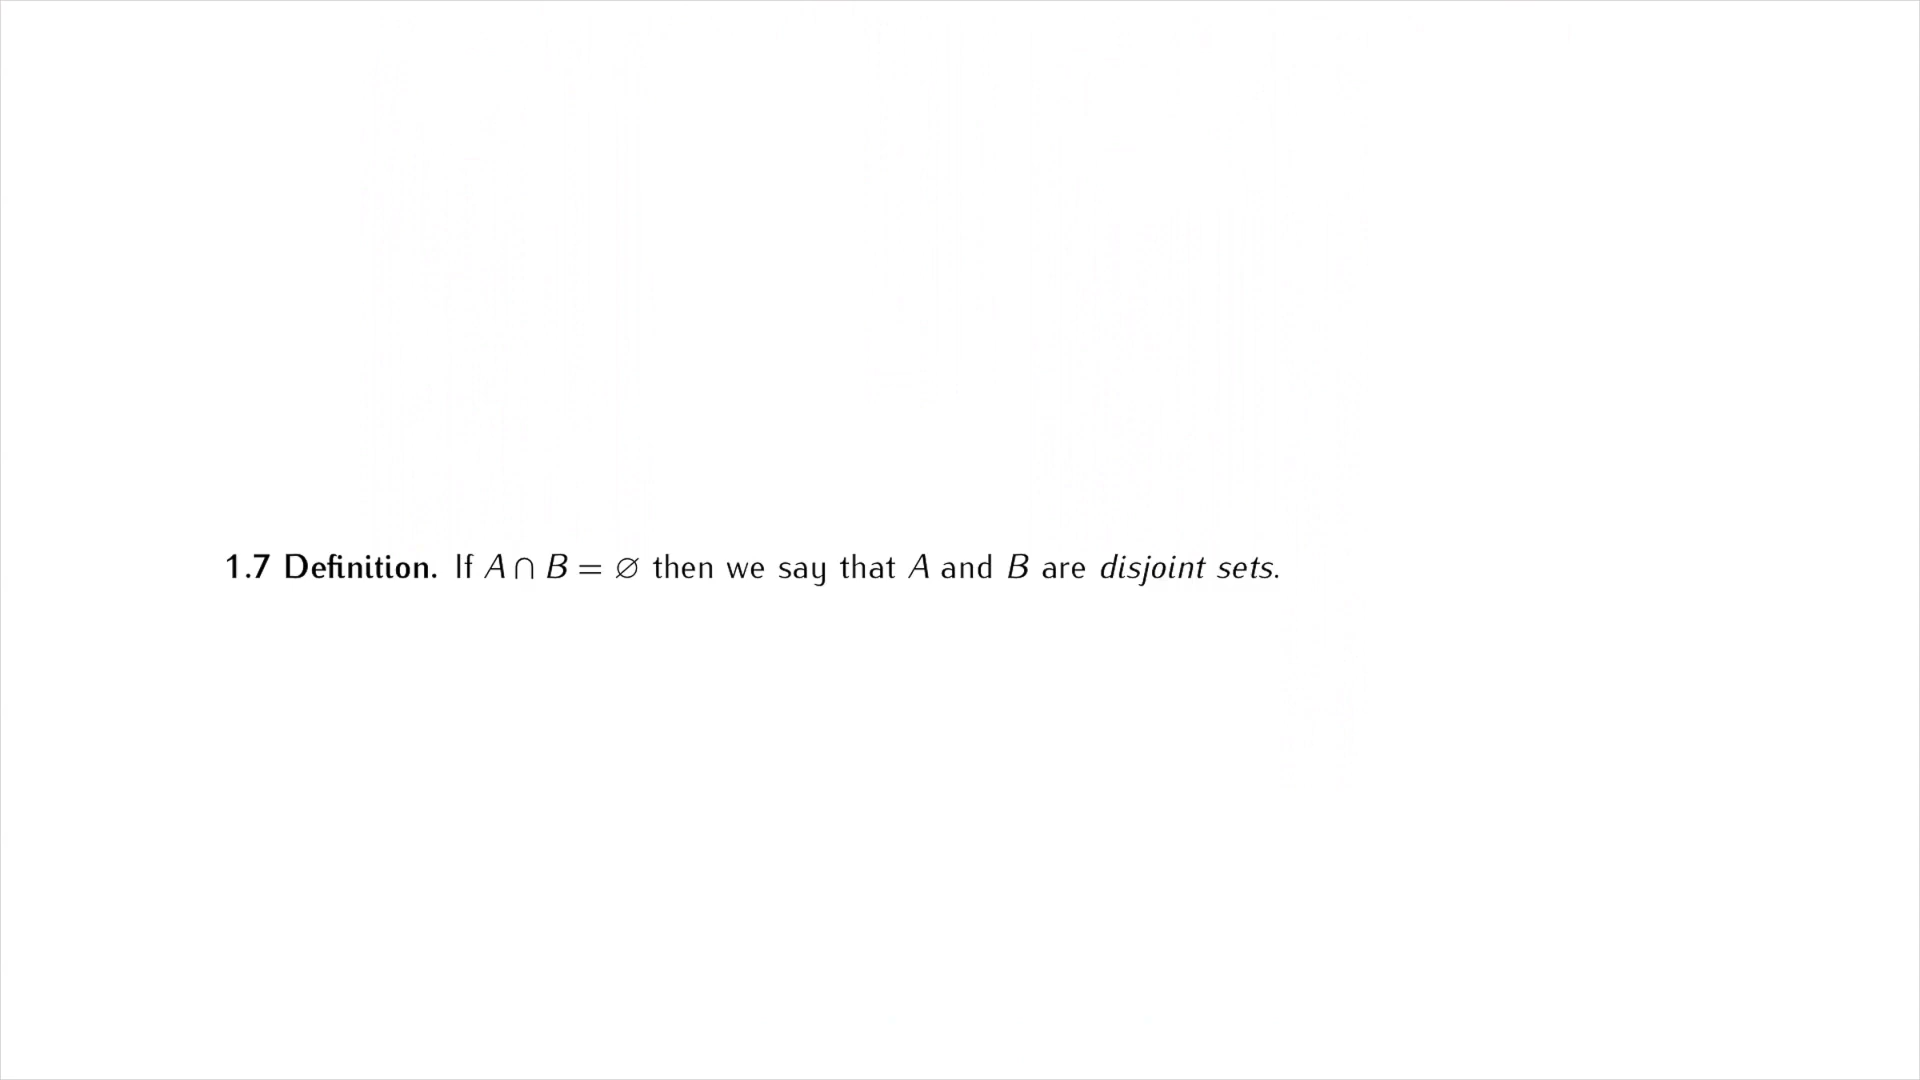 1.7 Definition. If A ∩ B = ∅ then we say that A and B are disjoint sets.